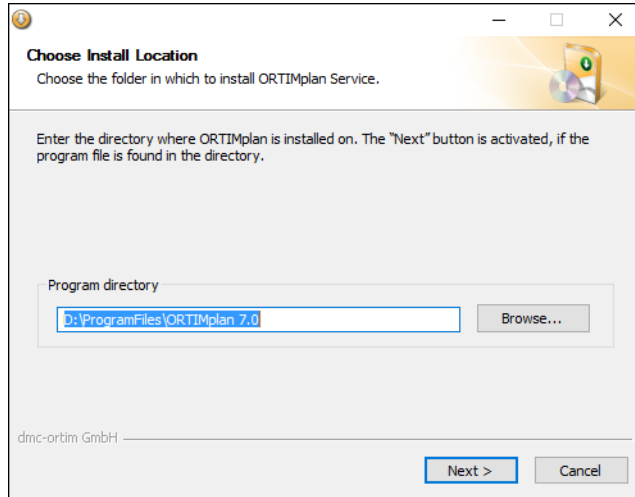 Choose Install Location
Choose the folder in which to install ORTIMplan Service.
Enter the directory where ORTIMplan is installed on. The "Next" button is activated, if the
program file is found in the directory.
Program directory
D:\ProgramFiles\ORTIMplan 7.0
Browse...
dmc-ortim GmbH
Next >
Cancel